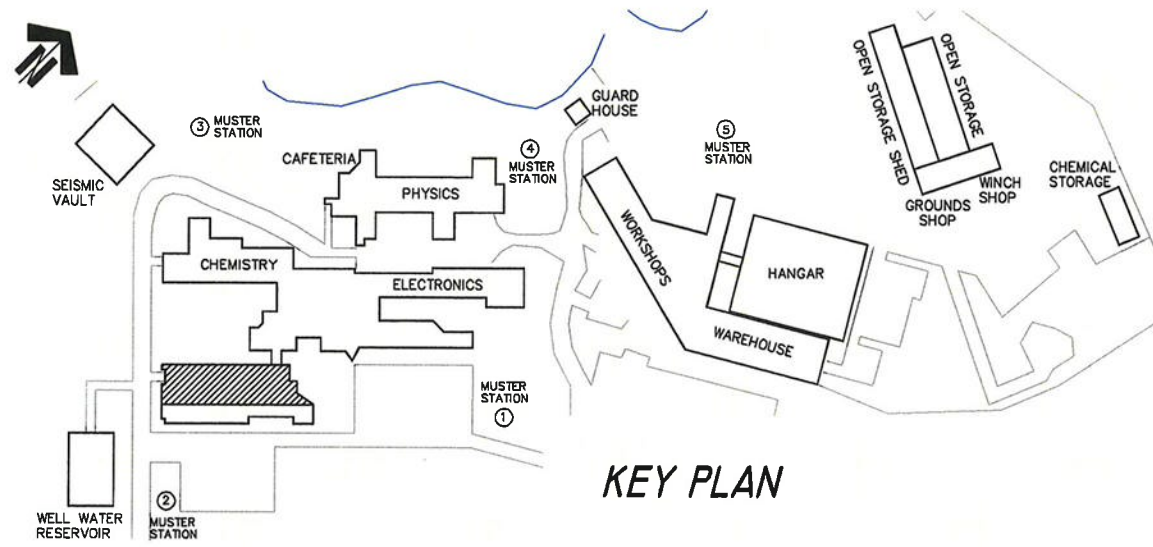 N
GUARD
HOUSE
3 MUSTER
STATION
5
MUSTER
STATION
4
MUSTER
STATION
CAFETERIA
PHYSICS
SEISMIC
VAULT
OPEN STORAGE SHED
OPEN STORAGE
CHEMICAL
STORAGE
WINCH
SHOP
GROUNDS
SHOP
WORKSHOPS
CHEMISTRY
ELECTRONICS
HANGAR
WAREHOUSE
MUSTER
STATION
1
KEY PLAN
WELL WATER
RESERVOIR
2
MUSTER
STATION